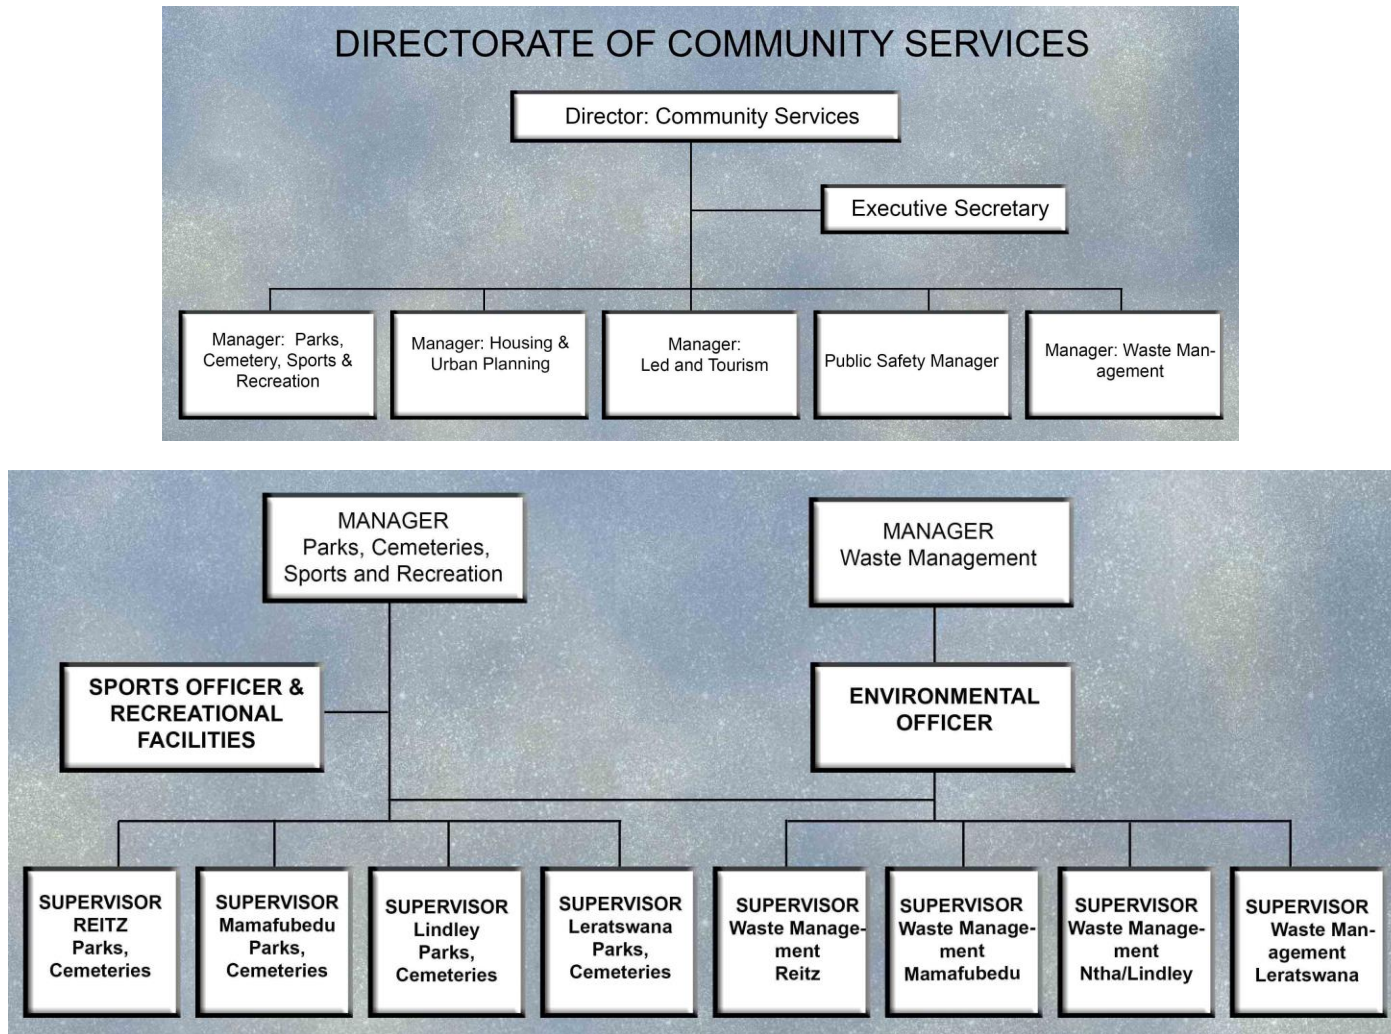 DIRECTORATE OF COMMUNITY SERVICES
Director: Community Services
Executive Secretary
Manager: Parks,
Cemetery, Sports &
Recreation
Manager: Housing &
Urban Planning
Manager:
Led and Tourism
Public Safety Manager
Manager: Waste Man-
agement
MANAGER
Parks, Cemeteries,
Sports and Recreation
MANAGER
Waste Management
SPORTS OFFICER &
RECREATIONAL
FACILITIES
ENVIRONMENTAL
OFFICER
SUPERVISOR
REITZ
Parks,
Cemeteries
SUPERVISOR
Mamafubedu
Parks,
Cemeteries
SUPERVISOR
Lindley
Parks,
Cemeteries
SUPERVISOR
Leratswana
Parks,
Cemeteries
SUPERVISOR
Waste Manage-
ment
Reitz
SUPERVISOR
Waste Manage-
ment
Mamafubedu
SUPERVISOR
Waste Manage-
ment
Ntha/Lindley
SUPERVISOR
Waste Man-
agement
Leratswana